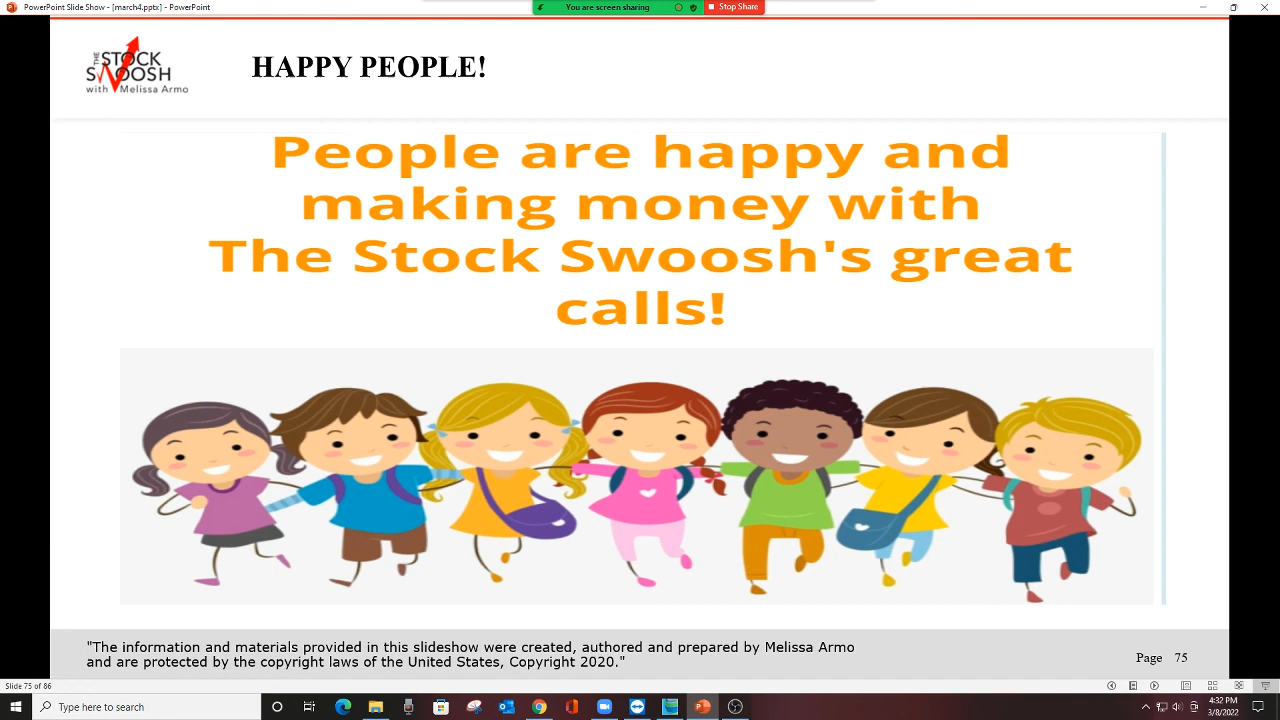 PowerPoint Slide Show - [march4.pptx] - PowerPoint
You are screen sharing
Stop Share
THE STOCK
SWOOSH
with Melissa Armo
HAPPY PEOPLE!
People are happy and
making money with
The Stock Swoosh's great
calls!
"The information and materials provided in this slideshow were created, authored and prepared by Melissa Armo
and are protected by the copyright laws of the United States, Copyright 2020."
Page 75
Slide 75 of 86
Type here to search
4:32 PM
3/8/2022